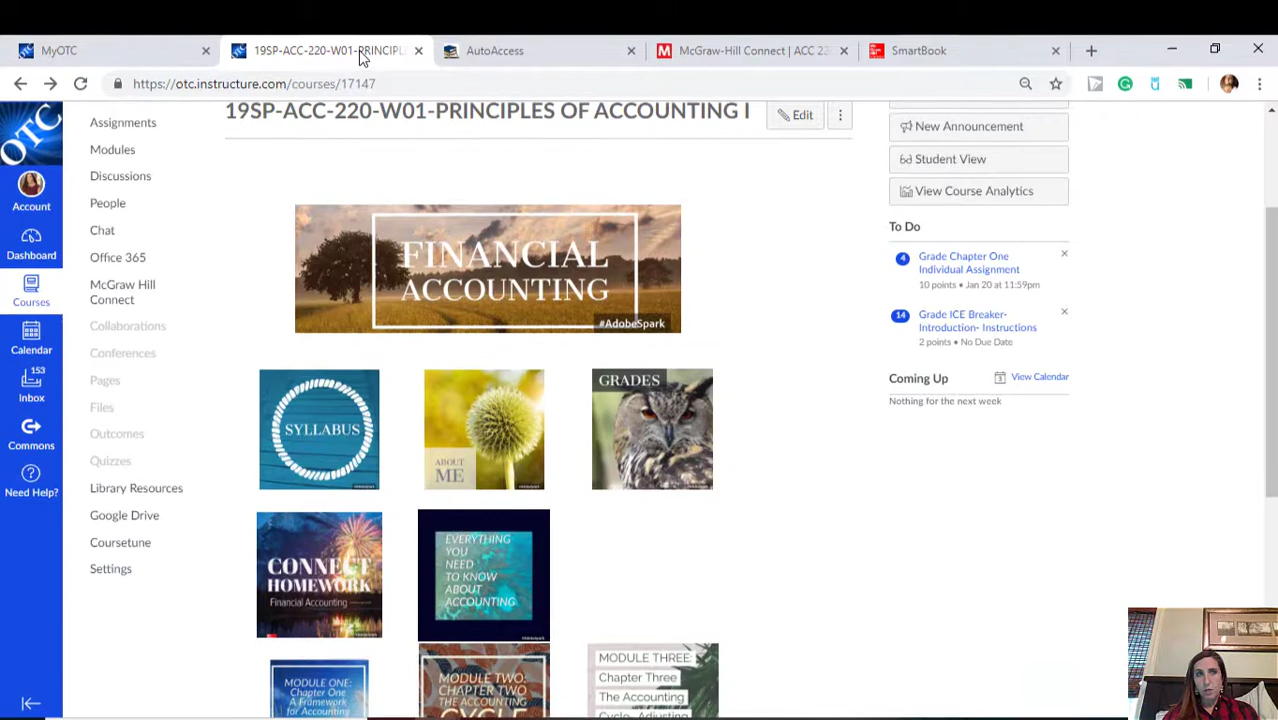 MyOTC
19SP-ACC-220-W01-PRINCIPL
AutoAccess
McGraw-Hill Connect | ACC 23
SmartBook
https://otc.instructure.com/courses/17147
OTC
Account
Dashboard
Courses
Calendar
153
Inbox
Commons
Need Help?
Assignments
Modules
Discussions
People
Chat
Office 365
McGraw Hill
Connect
Collaborations
Conferences
Pages
Files
Outcomes
Quizzes
Library Resources
Google Drive
Coursetune
Settings
19SP-ACC-220-W01-PRINCIPLES OF ACCOUNTING I
Edit
FINANCIAL
ACCOUNTING
#AdobeSpark
SYLLABUS
ABOUT
ME
GRADES
CONNECT
HOMEWORK
Financial Accounting
EVERYTHING
YOU
NEED
TO KNOW
ABOUT
ACCOUNTING
MODULE ONE:
Chapter One
A Framework
for Accounting
MODULE TWO:
CHAPTER TWO
THE ACCOUNTING
CYCLE
MODULE THREE:
Chapter Three
The Accounting
Cycle- Adjusting
New Announcement
Student View
View Course Analytics
To Do
4
Grade Chapter One
Individual Assignment
10 points • Jan 20 at 11:59pm
14
Grade ICE Breaker-
Introduction- Instructions
2 points • No Due Date
Coming Up
View Calendar
Nothing for the next week